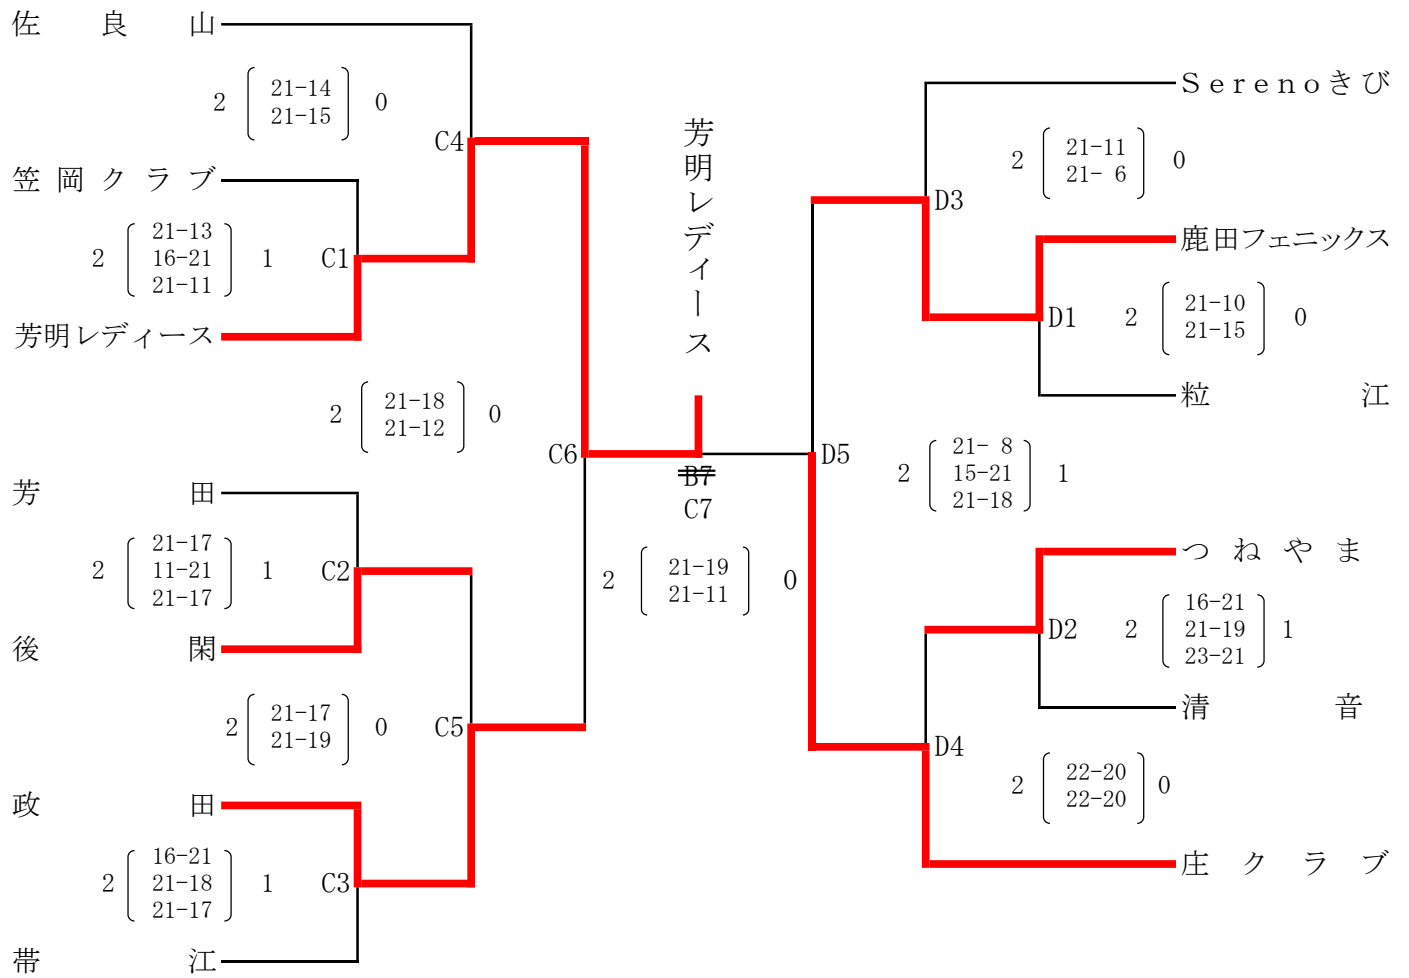 佐良山
2 21-14 0
21-15
C4
笠岡クラブ
21-13
2 16-21 1
21-11
C1
芳明レディース
2 21-18 0
21-12
C6
芳田
21-17
2 11-21 1
21-17
C2
後閑
2 21-17 0
21-19
C5
政田
16-21
2 21-18 1
21-17
C3
帯江
芳明レディース
B7
C7
2 21-19 0
21-11
Serenoきび
2 21-11 0
21- 6
D3
鹿田フェニックス
D1
2 21-10 0
21-15
粒江
D5
21- 8
2 15-21 1
21-18
つねやま
D2
16-21
2 21-19 1
23-21
清音
D4
2 22-20 0
22-20
庄クラブ